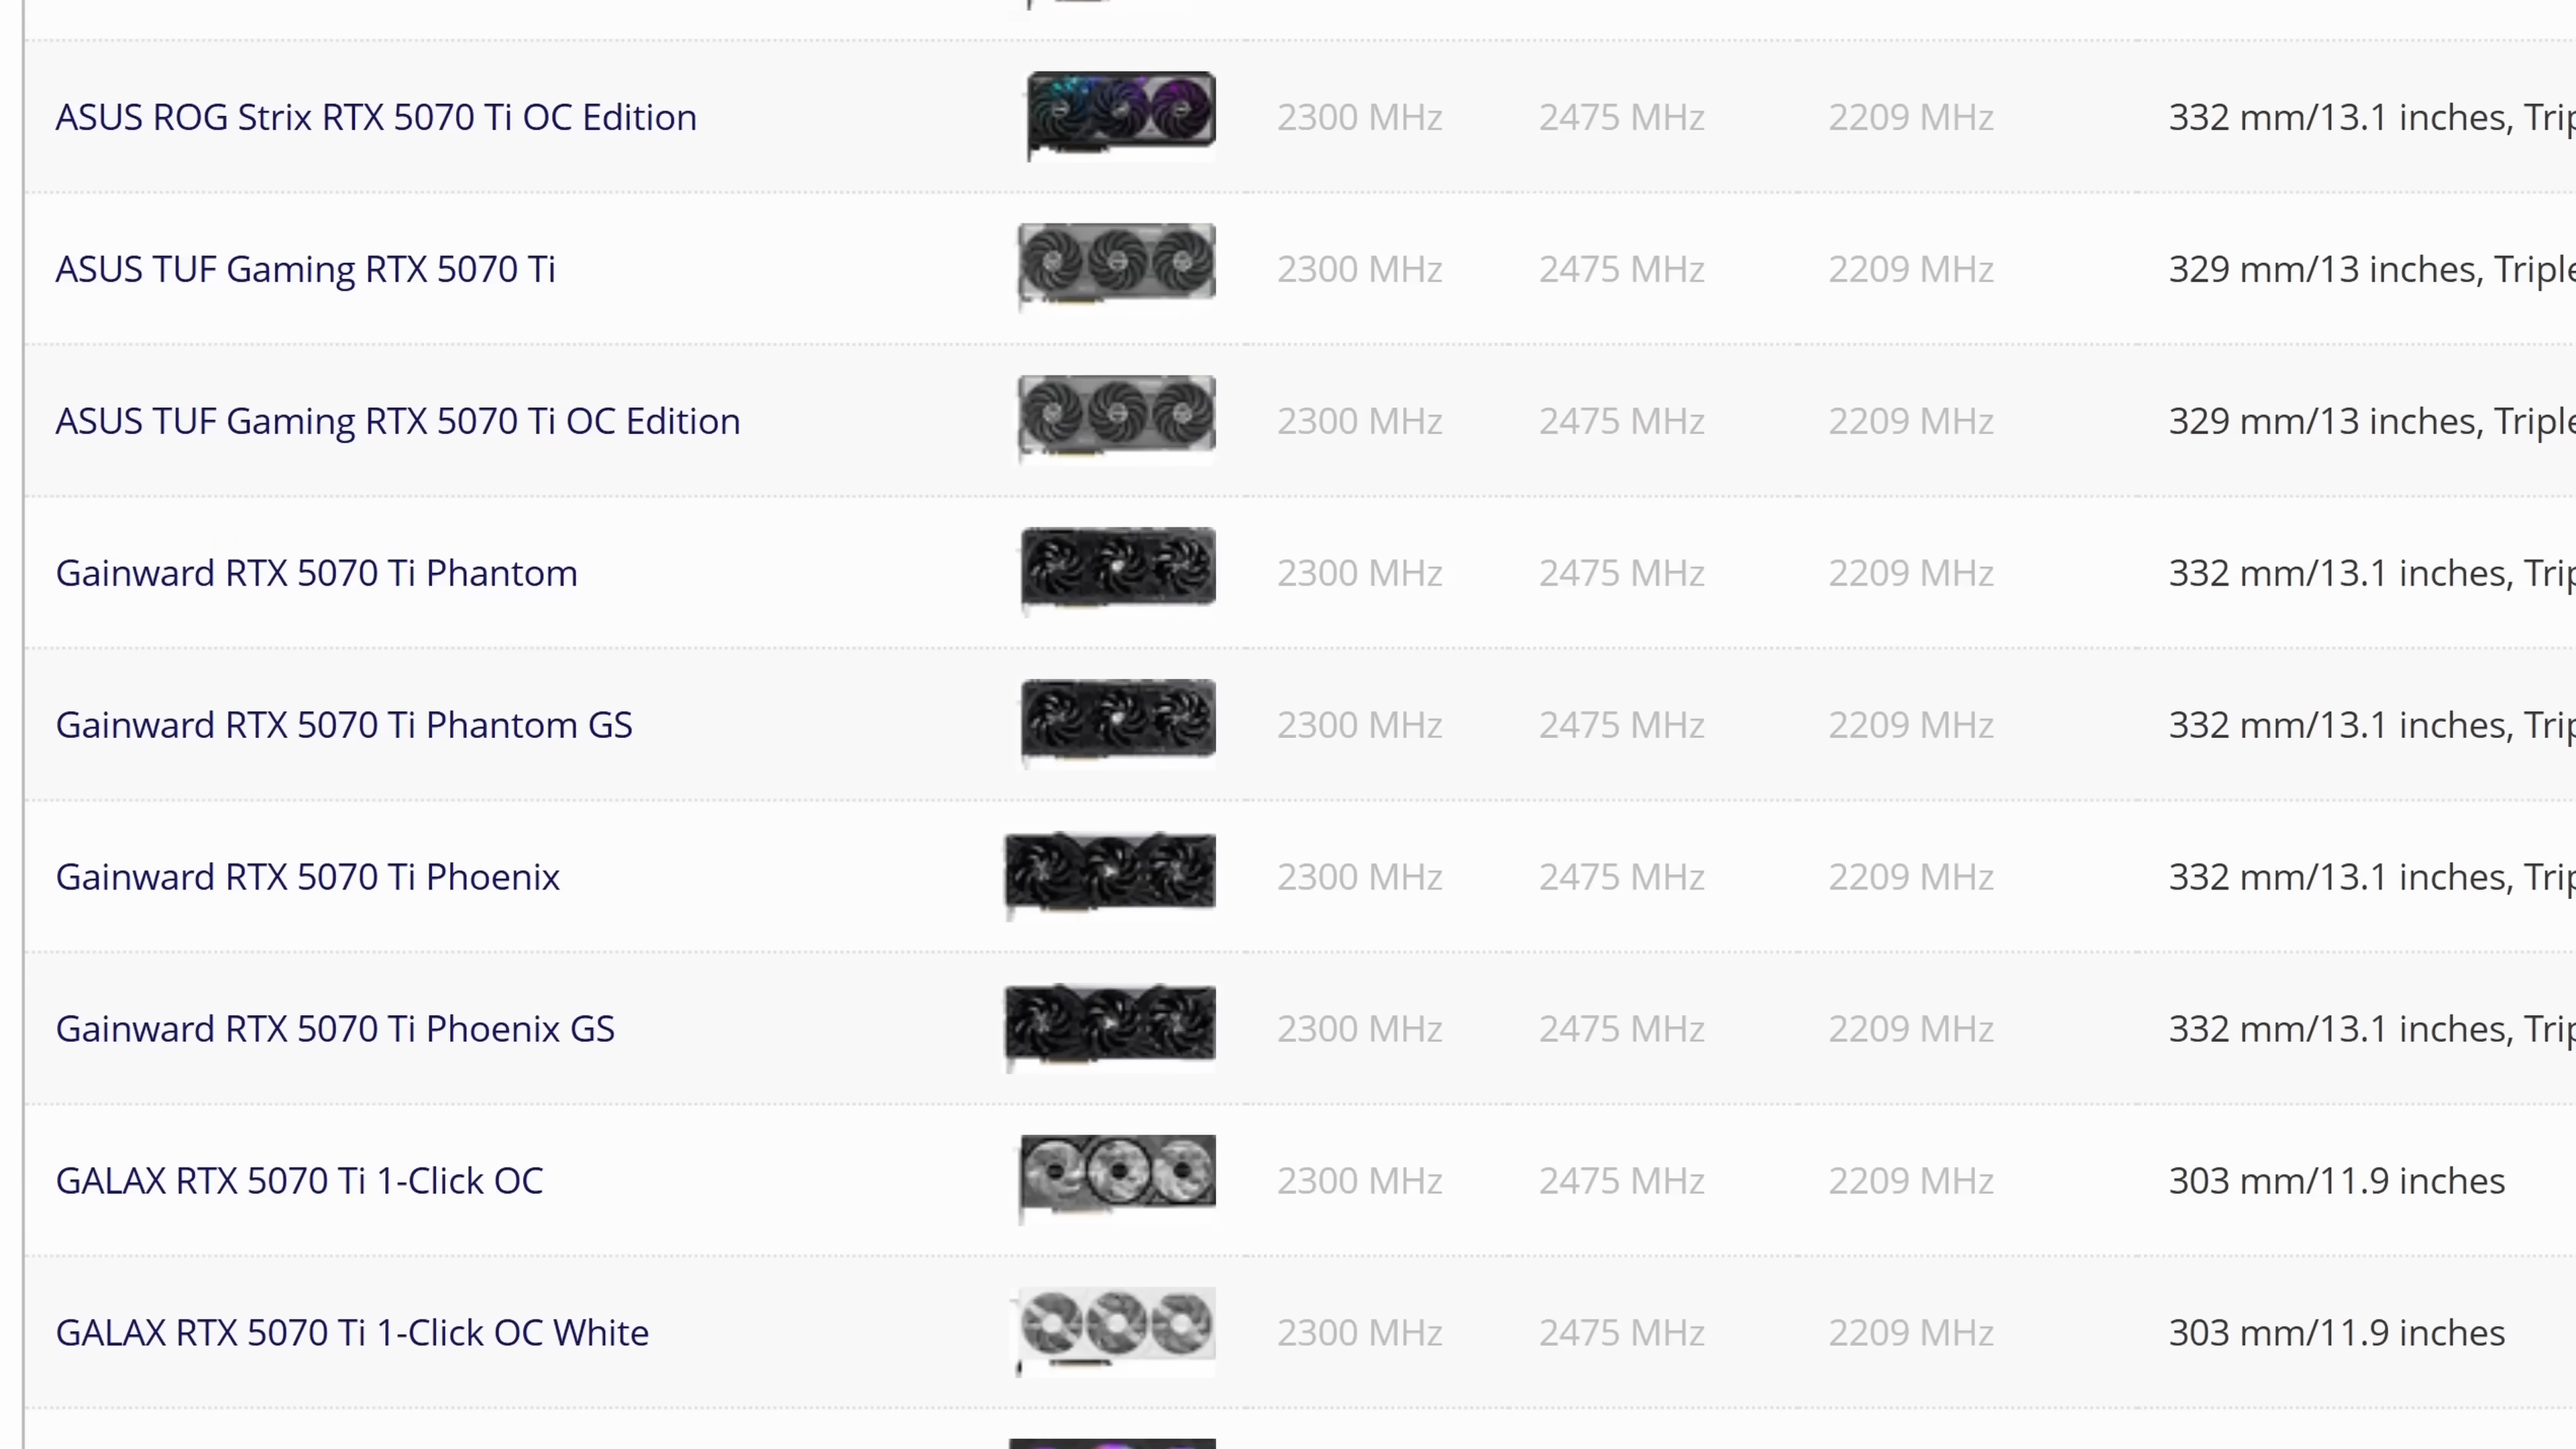 ASUS ROG Strix RTX 5070 Ti OC Edition 2300 MHz 2475 MHz 2209 MHz 332 mm/13.1 inches, Trip
ASUS TUF Gaming RTX 5070 Ti 2300 MHz 2475 MHz 2209 MHz 329 mm/13 inches, Triple
ASUS TUF Gaming RTX 5070 Ti OC Edition 2300 MHz 2475 MHz 2209 MHz 329 mm/13 inches, Triple
Gainward RTX 5070 Ti Phantom 2300 MHz 2475 MHz 2209 MHz 332 mm/13.1 inches, Trip
Gainward RTX 5070 Ti Phantom GS 2300 MHz 2475 MHz 2209 MHz 332 mm/13.1 inches, Trip
Gainward RTX 5070 Ti Phoenix 2300 MHz 2475 MHz 2209 MHz 332 mm/13.1 inches, Trip
Gainward RTX 5070 Ti Phoenix GS 2300 MHz 2475 MHz 2209 MHz 332 mm/13.1 inches, Trip
GALAX RTX 5070 Ti 1-Click OC 2300 MHz 2475 MHz 2209 MHz 303 mm/11.9 inches
GALAX RTX 5070 Ti 1-Click OC White 2300 MHz 2475 MHz 2209 MHz 303 mm/11.9 inches